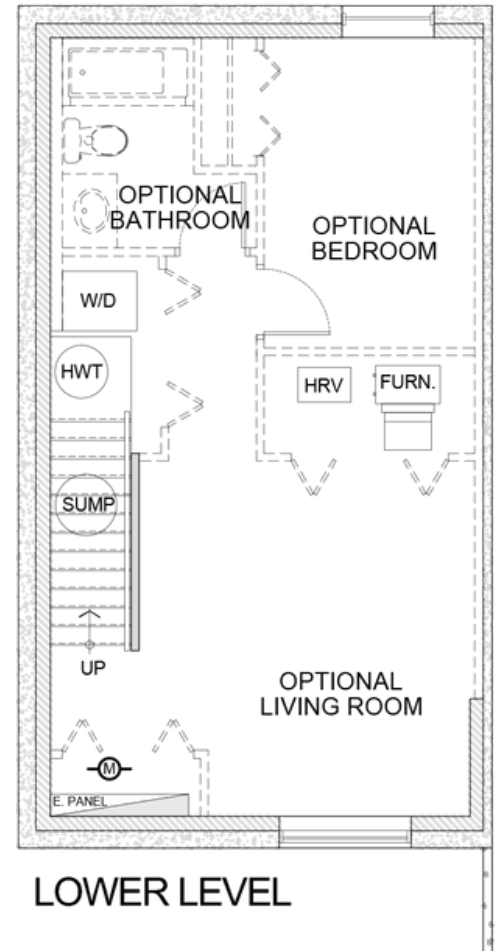 OPTIONAL
BATHROOM
OPTIONAL
BEDROOM
W/D
HWT
HRV
FURN.
SUMP
UP
OPTIONAL
LIVING ROOM
M
E. PANEL
LOWER LEVEL